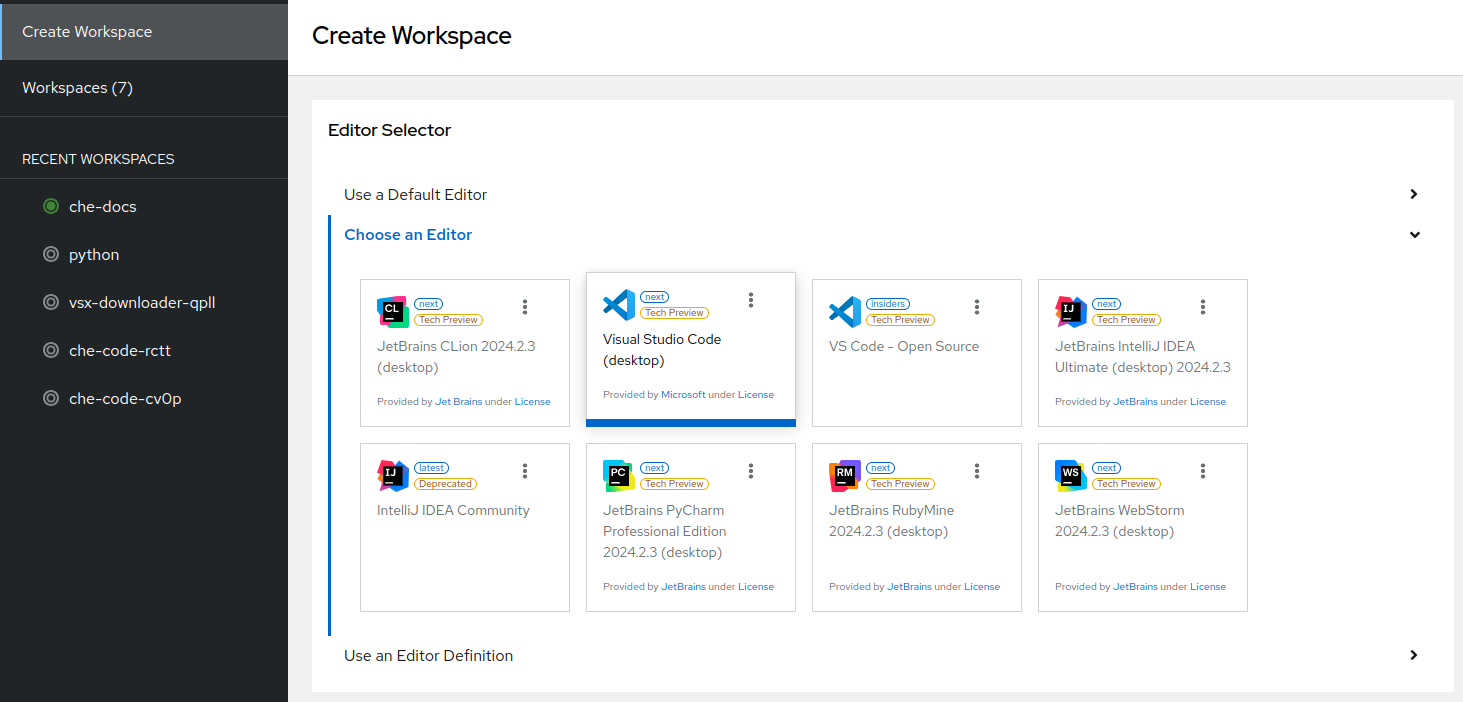 Create Workspace
Workspaces (7)
RECENT WORKSPACES
che-docs
python
vsx-downloader-qpll
che-code-rctt
che-code-cv0p
Create Workspace
Editor Selector
Use a Default Editor
Choose an Editor
CL
next
Tech Preview
JetBrains CLion 2024.2.3
(desktop)
Provided by Jet Brains under License
next
Tech Preview
Visual Studio Code
(desktop)
Provided by Microsoft under License
insiders
Tech Preview
VS Code - Open Source
IJ
next
Tech Preview
JetBrains IntelliJ IDEA
Ultimate (desktop) 2024.2.3
Provided by JetBrains under License
IJ
latest
Deprecated
IntelliJ IDEA Community
PC
next
Tech Preview
JetBrains PyCharm
Professional Edition
2024.2.3 (desktop)
Provided by JetBrains under License
RM
next
Tech Preview
JetBrains RubyMine
2024.2.3 (desktop)
Provided by JetBrains under License
WS
next
Tech Preview
JetBrains WebStorm
2024.2.3 (desktop)
Provided by JetBrains under License
Use an Editor Definition